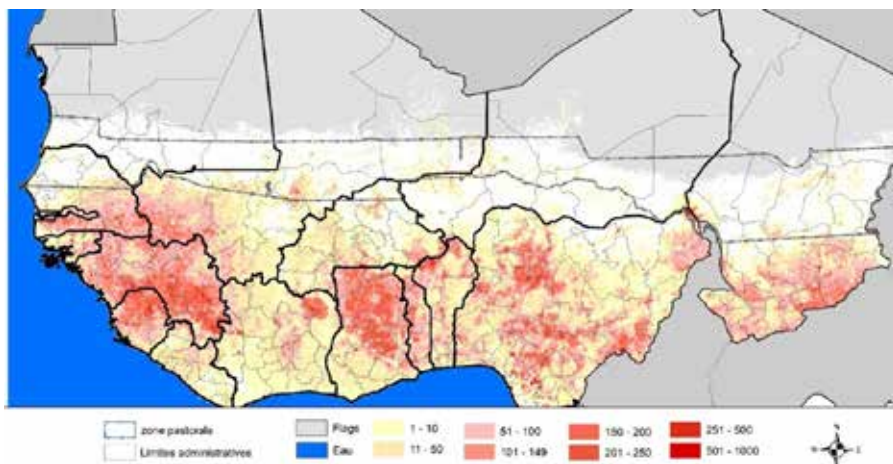 zone pastorale Flags 1 - 10 51 - 100 150 - 200 251 - 500
Limites administratives Eau 11 - 50 101 - 149 201 - 250 501 - 1000
N
S